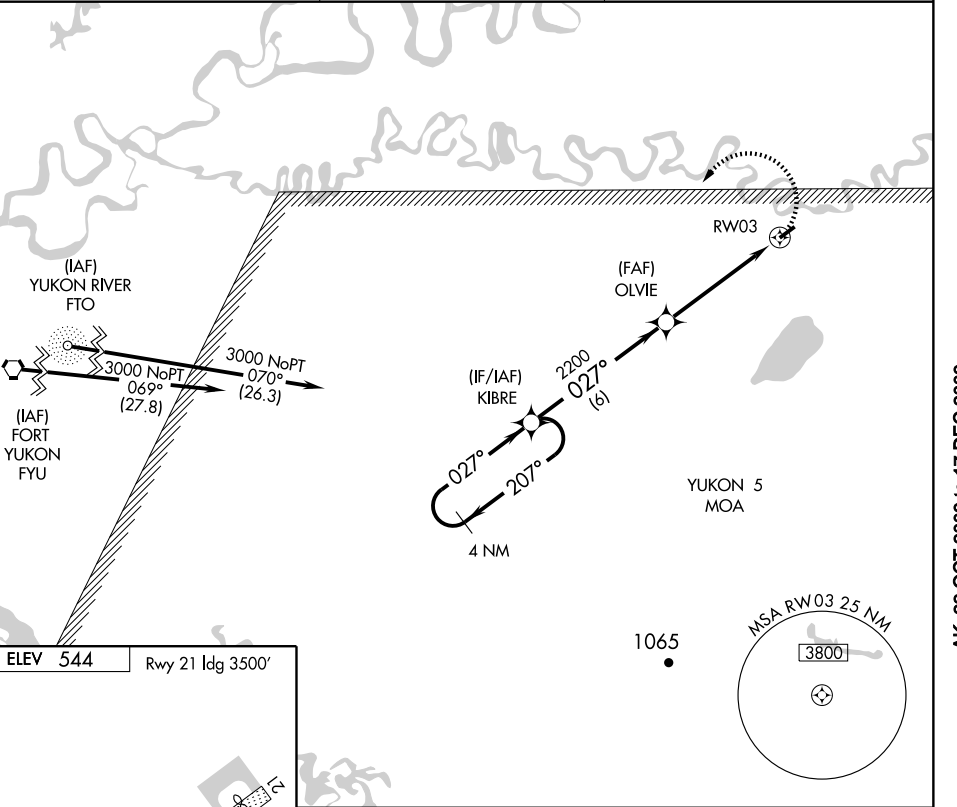 RW03
(FAF)
OLVIE
(IAF)
YUKON RIVER
FTO
3000 NoPT
070°
(26.3)
3000 NoPT
069°
(27.8)
(IAF)
FORT
YUKON
FYU
(IF/IAF)
KIBRE
2200
027°
(6)
027°
207°
4 NM
YUKON 5
MOA
1065
MSA RW03 25 NM
3800
ELEV 544
Rwy 21 ldg 3500'
21